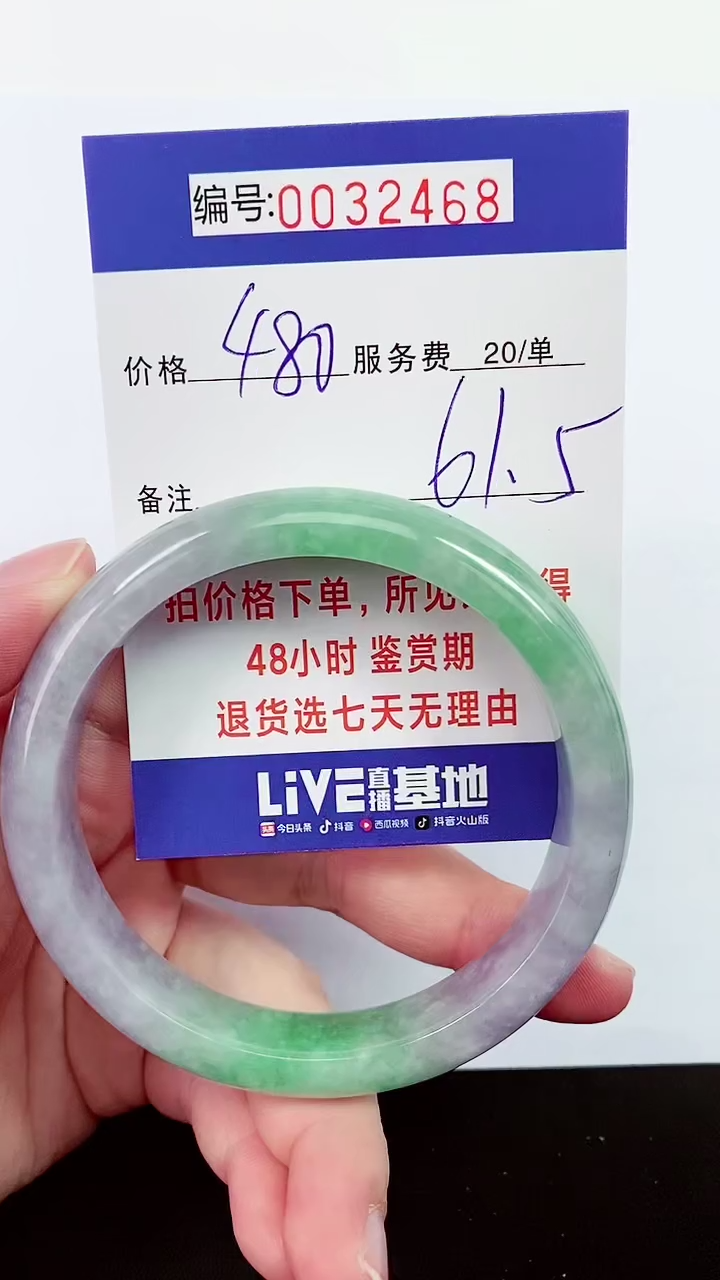 编号:0032468
价格 480 服务费 20/单
61.5
备注
拍价格下单，所见 得
48小时 鉴赏期
退货选七天无理由
LiVE直播基地
头条 今日头条 抖音 西瓜视频 抖音火山版